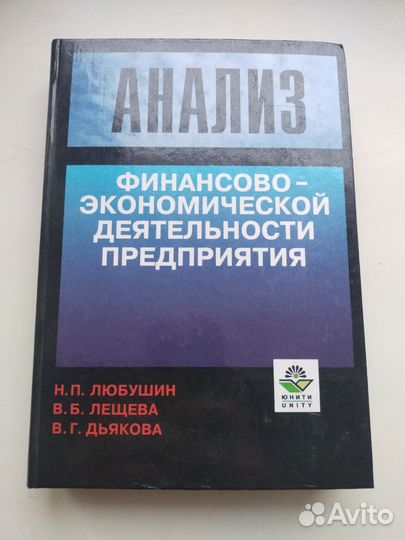 АНАЛИЗ
ФИНАНСОВО-
ЭКОНОМИЧЕСКОЙ
ДЕЯТЕЛЬНОСТИ
ПРЕДПРИЯТИЯ
Н.П. ЛЮБУШИН
В.Б. ЛЕЩЕВА
В.Г. ДЬЯКОВА
ЮНИТИ
UNITY
Avito